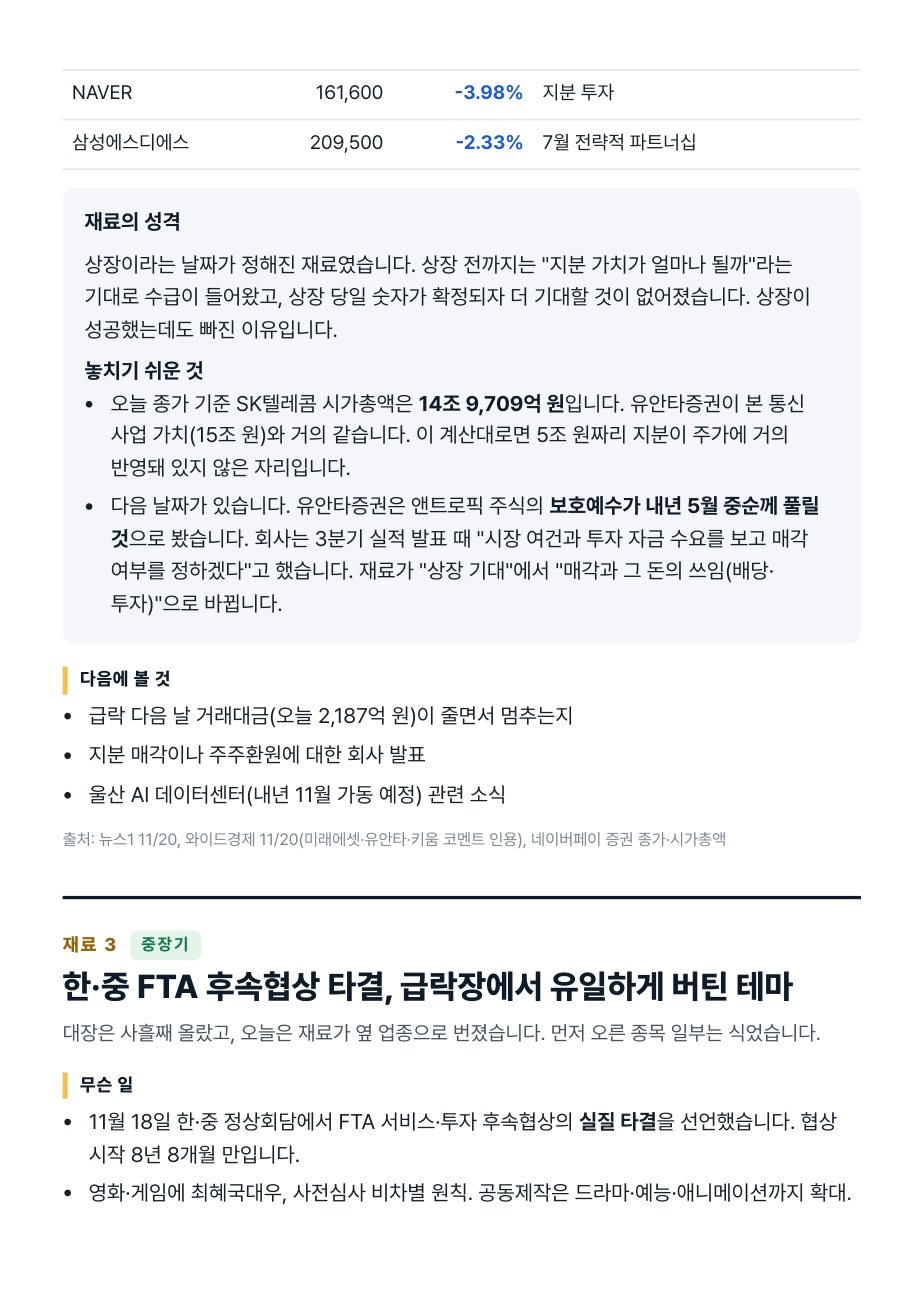 NAVER 161,600 -3.98% 지분 투자
삼성에스디에스 209,500 -2.33% 7월 전략적 파트너십
재료의 성격
상장이라는 날짜가 정해진 재료였습니다. 상장 전까지는 "지분 가치가 얼마나 될까"라는
기대로 수급이 들어왔고, 상장 당일 숫자가 확정되자 더 기대할 것이 없어졌습니다. 상장이
성공했는데도 빠진 이유입니다.
놓치기 쉬운 것
• 오늘 종가 기준 SK텔레콤 시가총액은 14조 9,709억 원입니다. 유안타증권이 본 통신
사업 가치(15조 원)와 거의 같습니다. 이 계산대로면 5조 원짜리 지분이 주가에 거의
반영돼 있지 않은 자리입니다.
• 다음 날짜가 있습니다. 유안타증권은 앤트로픽 주식의 보호예수가 내년 5월 중순께 풀릴
것으로 봤습니다. 회사는 3분기 실적 발표 때 "시장 여건과 투자 자금 수요를 보고 매각
여부를 정하겠다"고 했습니다. 재료가 "상장 기대"에서 "매각과 그 돈의 쓰임(배당·
투자)"으로 바뀝니다.
다음에 볼 것
• 급락 다음 날 거래대금(오늘 2,187억 원)이 줄면서 멈추는지
• 지분 매각이나 주주환원에 대한 회사 발표
• 울산 AI 데이터센터(내년 11월 가동 예정) 관련 소식
출처: 뉴스1 11/20, 와이드경제 11/20(미래에셋·유안타·키움 코멘트 인용), 네이버페이 증권 종가·시가총액
재료 3 중장기
한·중 FTA 후속협상 타결, 급락장에서 유일하게 버틴 테마
대장은 사흘째 올랐고, 오늘은 재료가 옆 업종으로 번졌습니다. 먼저 오른 종목 일부는 식었습니다.
무슨 일
• 11월 18일 한·중 정상회담에서 FTA 서비스·투자 후속협상의 실질 타결을 선언했습니다. 협상
시작 8년 8개월 만입니다.
• 영화·게임에 최혜국대우, 사전심사 비차별 원칙. 공동제작은 드라마·예능·애니메이션까지 확대.